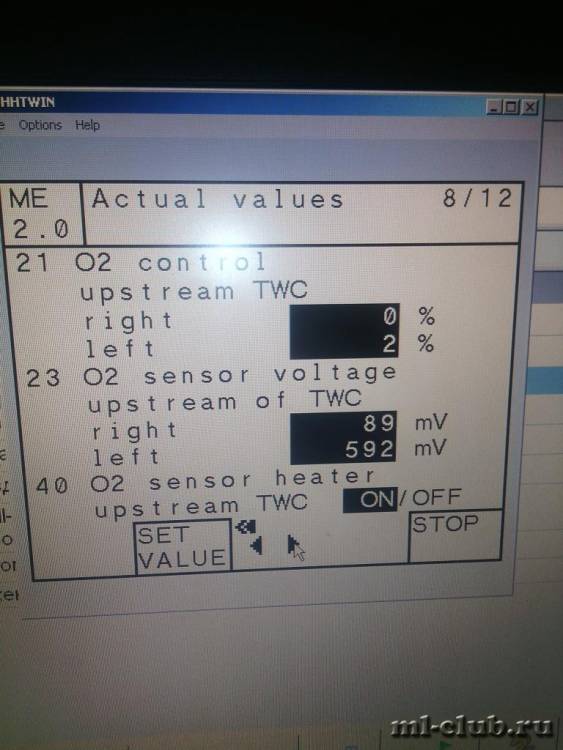 HHTWIN
Options Help
ME Actual values 8/12
2.0
21 O2 control
upstream TWC
right 0 %
left 2 %
23 O2 sensor voltage
upstream of TWC
right 89 mV
left 592 mV
40 O2 sensor heater
upstream TWC ON/OFF
SET
VALUE
STOP
ml-club.ru